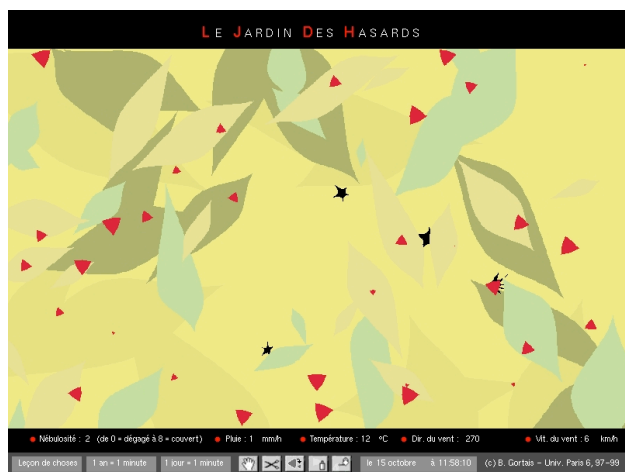 LE JARDIN DES HASARDS
Nébulosité : 2 (de 0 = dégagé à 8 = couvert) Pluie : 1 mm/h Température : 12 ºC Dir. du vent : 270 Vit. du vent : 6 km/h
Leçon de choses 1 an = 1 minute 1 jour = 1 minute le 15 octobre à 11:58:10 (c) B. Gortais - Univ. Paris 6, 97-99